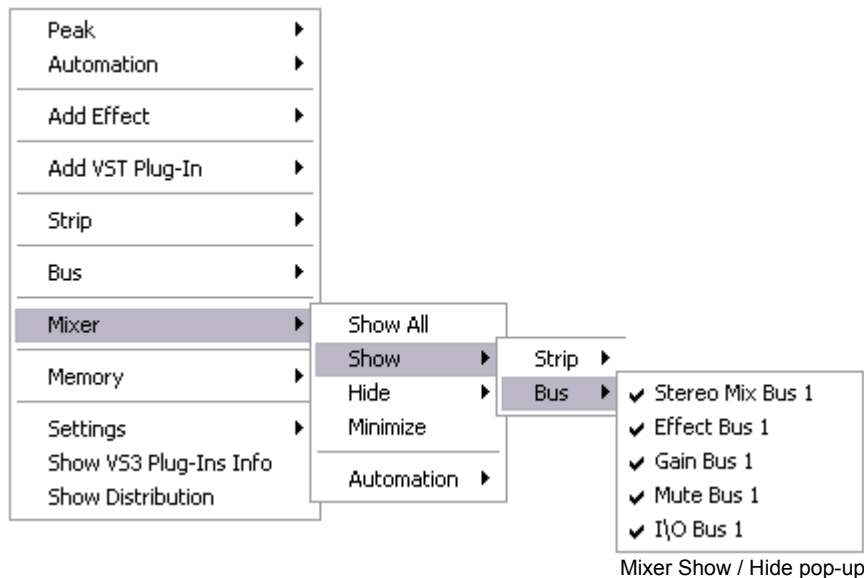 Peak
Automation
Add Effect
Add VST Plug-In
Strip
Bus
Mixer
Memory
Settings
Show VS3 Plug-Ins Info
Show Distribution
Show All
Show
Hide
Minimize
Automation
Strip
Bus
Stereo Mix Bus 1
Effect Bus 1
Gain Bus 1
Mute Bus 1
I\O Bus 1
Mixer Show / Hide pop-up